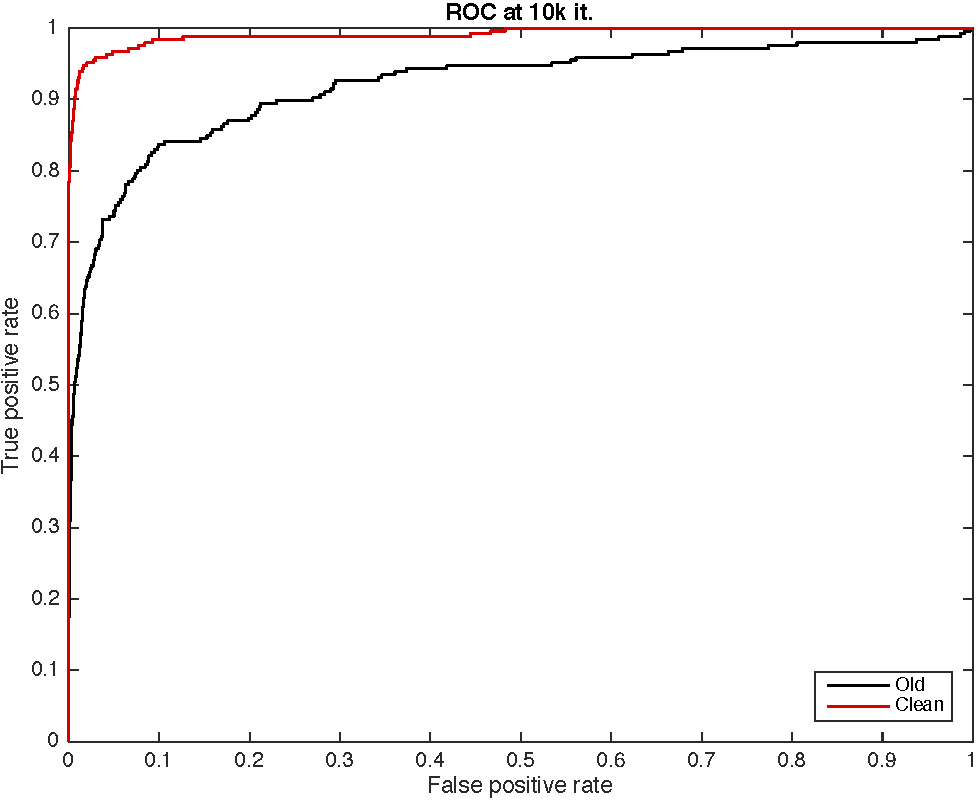 ROC at 10k it.
True positive rate
1
0.9
0.8
0.7
0.6
0.5
0.4
0.3
0.2
0.1
0
0 0.1 0.2 0.3 0.4 0.5 0.6 0.7 0.8 0.9 1
False positive rate
Old
Clean